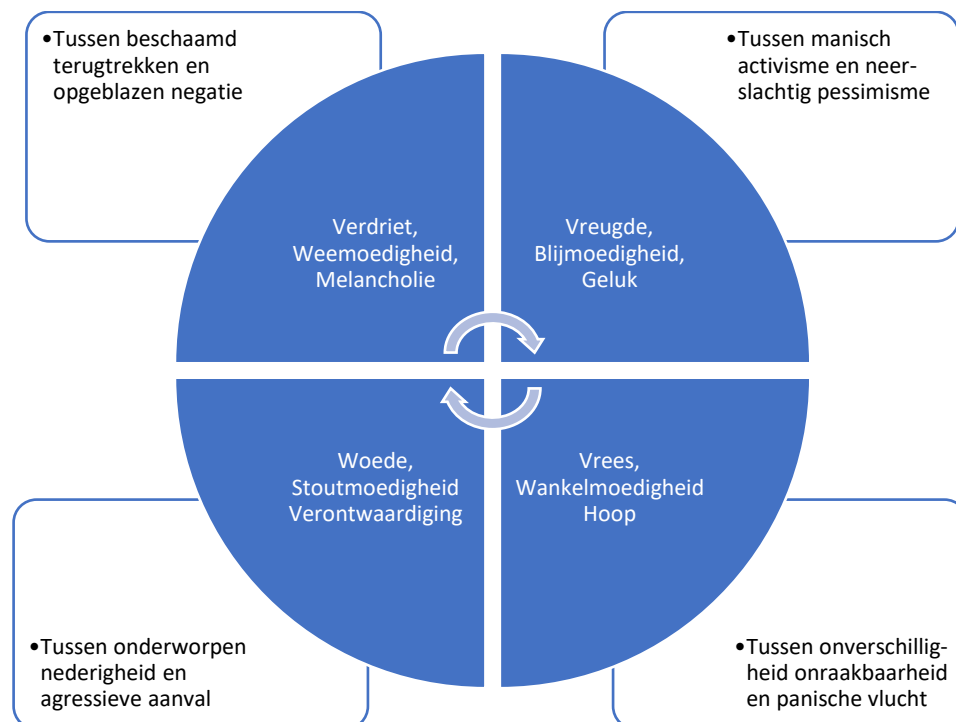 •Tussen beschaamd
terugtrekken en
opgeblazen negatie
•Tussen manisch
activisme en neer-
slachtig pessimisme
Verdriet,
Weemoedigheid,
Melancholie
Vreugde,
Blijmoedigheid,
Geluk
Woede,
Stoutmoedigheid
Verontwaardiging
Vrees,
Wankelmoedigheid
Hoop
•Tussen onderworpen
nederigheid en
agressieve aanval
•Tussen onverschillig-
heid onraakbaarheid
en panische vlucht